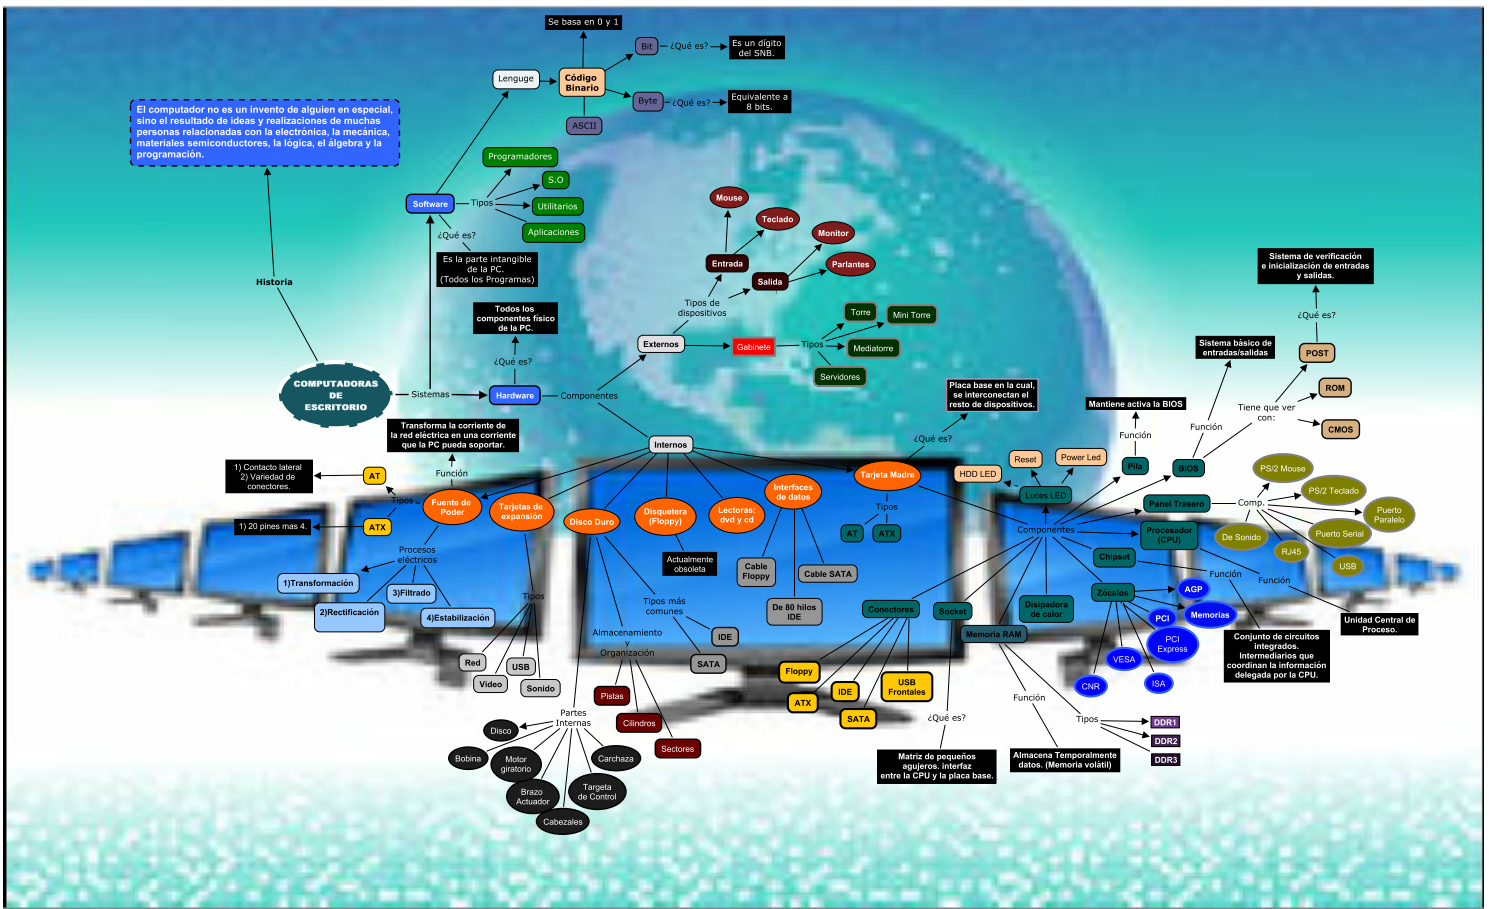 Se basa en 0 y 1
Bit
¿Qué es?
Es un dígito
del SNB.
Lenguge
Código
Binario
Byte
¿Qué es?
Equivalente a
8 bits.
ASCII
El computador no es un invento de alguien en especial,
sino el resultado de ideas y realizaciones de muchas
personas relacionadas con la electrónica, la mecánica,
materiales semiconductores, la lógica, el álgebra y la
programación.
Programadores
S.O
Software
Tipos
Utilitarios
Aplicaciones
¿Qué es?
Es la parte intangible
de la PC.
(Todos los Programas)
Historia
Mouse
Teclado
Monitor
Entrada
Salida
Parlantes
Tipos de
dispositivos
Todos los
componentes físico
de la PC.
¿Qué es?
Externos
Gabinete
Tipos
Torre
Mini Torre
Mediatorre
Servidores
Sistema de verificación
e inicialización de entradas
y salidas.
¿Qué es?
Sistema básico de
entradas/salidas
POST
ROM
CMOS
Tiene que ver
con:
Función
COMPUTADORAS
DE
ESCRITORIO
Sistemas
Hardware
Componentes
Placa base en la cual,
se interconectan el
resto de dispositivos.
¿Qué es?
Mantiene activa la BIOS
Función
Pila
BIOS
Transforma la corriente de
la red eléctrica en una corriente
que la PC pueda soportar.
Función
Internos
1) Contacto lateral
2) Variedad de
conectores.
AT
Tipos
1) 20 pines mas 4.
ATX
Fuente de
Poder
Tarjetas de
expansión
Disco Duro
Disquetera
(Floppy)
Lectoras:
dvd y cd
Interfaces
de datos
Tarjeta Madre
Tipos
AT
ATX
HDD LED
Reset
Power Led
Luces LED
Componentes
Panel Trasero
Comp.
PS/2 Mouse
PS/2 Teclado
Puerto
Paralelo
Puerto Serial
De Sonido
RJ45
USB
Procesador
(CPU)
Función
Unidad Central de
Proceso.
Chipset
Función
Conjunto de circuitos
integrados.
Intermediarios que
coordinan la información
delegada por la CPU.
Zócalos
AGP
Memorias
PCI
PCI
Express
VESA
ISA
CNR
Disipadora
de calor
Procesos
eléctricos
1)Transformación
2)Rectificación
3)Filtrado
4)Estabilización
Tipos
Red
Video
USB
Sonido
Actualmente
obsoleta
Cable
Floppy
Cable SATA
De 80 hilos
IDE
Tipos más
comunes
IDE
SATA
Almacenamiento
y
Organización
Pistas
Cilindros
Sectores
Partes
Internas
Disco
Bobina
Motor
giratorio
Brazo
Actuador
Cabezales
Targeta
de Control
Carchaza
Conectores
Floppy
ATX
IDE
SATA
USB
Frontales
Socket
¿Qué es?
Matriz de pequeños
agujeros. interfaz
entre la CPU y la placa base.
Memoria RAM
Función
Almacena Temporalmente
datos. (Memoria volátil)
Tipos
DDR1
DDR2
DDR3